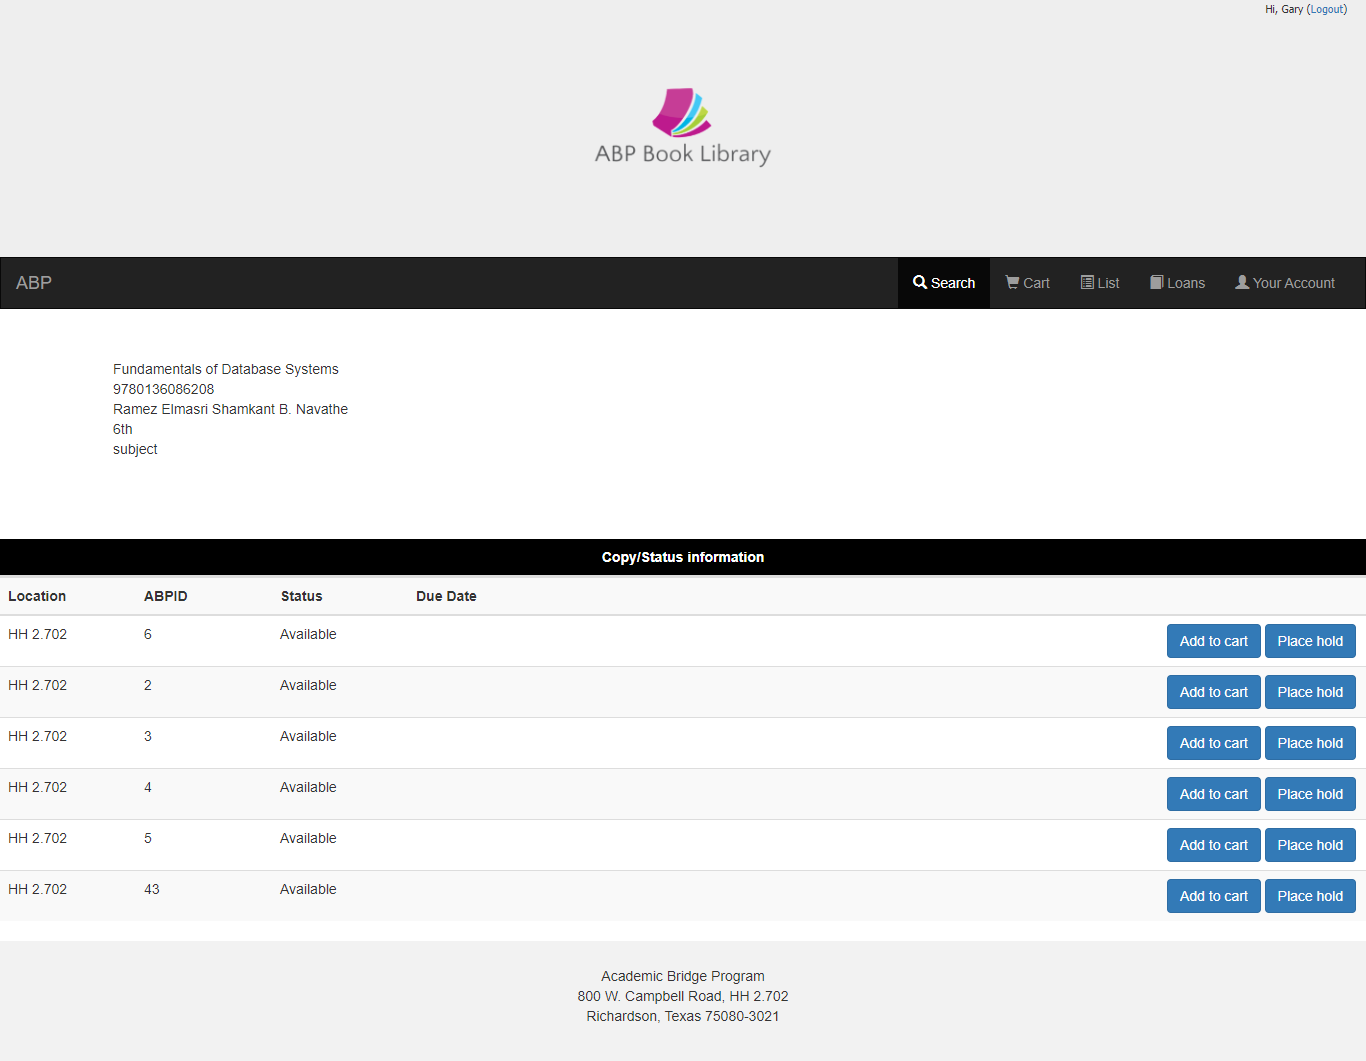 Hi, Gary (Logout)
ABP Book Library
ABP Search Cart List Loans Your Account
Fundamentals of Database Systems
9780136086208
Ramez Elmasri Shamkant B. Navathe
6th
subject
Copy/Status information
Location ABPID Status Due Date
HH 2.702 6 Available Add to cart Place hold
HH 2.702 2 Available Add to cart Place hold
HH 2.702 3 Available Add to cart Place hold
HH 2.702 4 Available Add to cart Place hold
HH 2.702 5 Available Add to cart Place hold
HH 2.702 43 Available Add to cart Place hold
Academic Bridge Program
800 W. Campbell Road, HH 2.702
Richardson, Texas 75080-3021